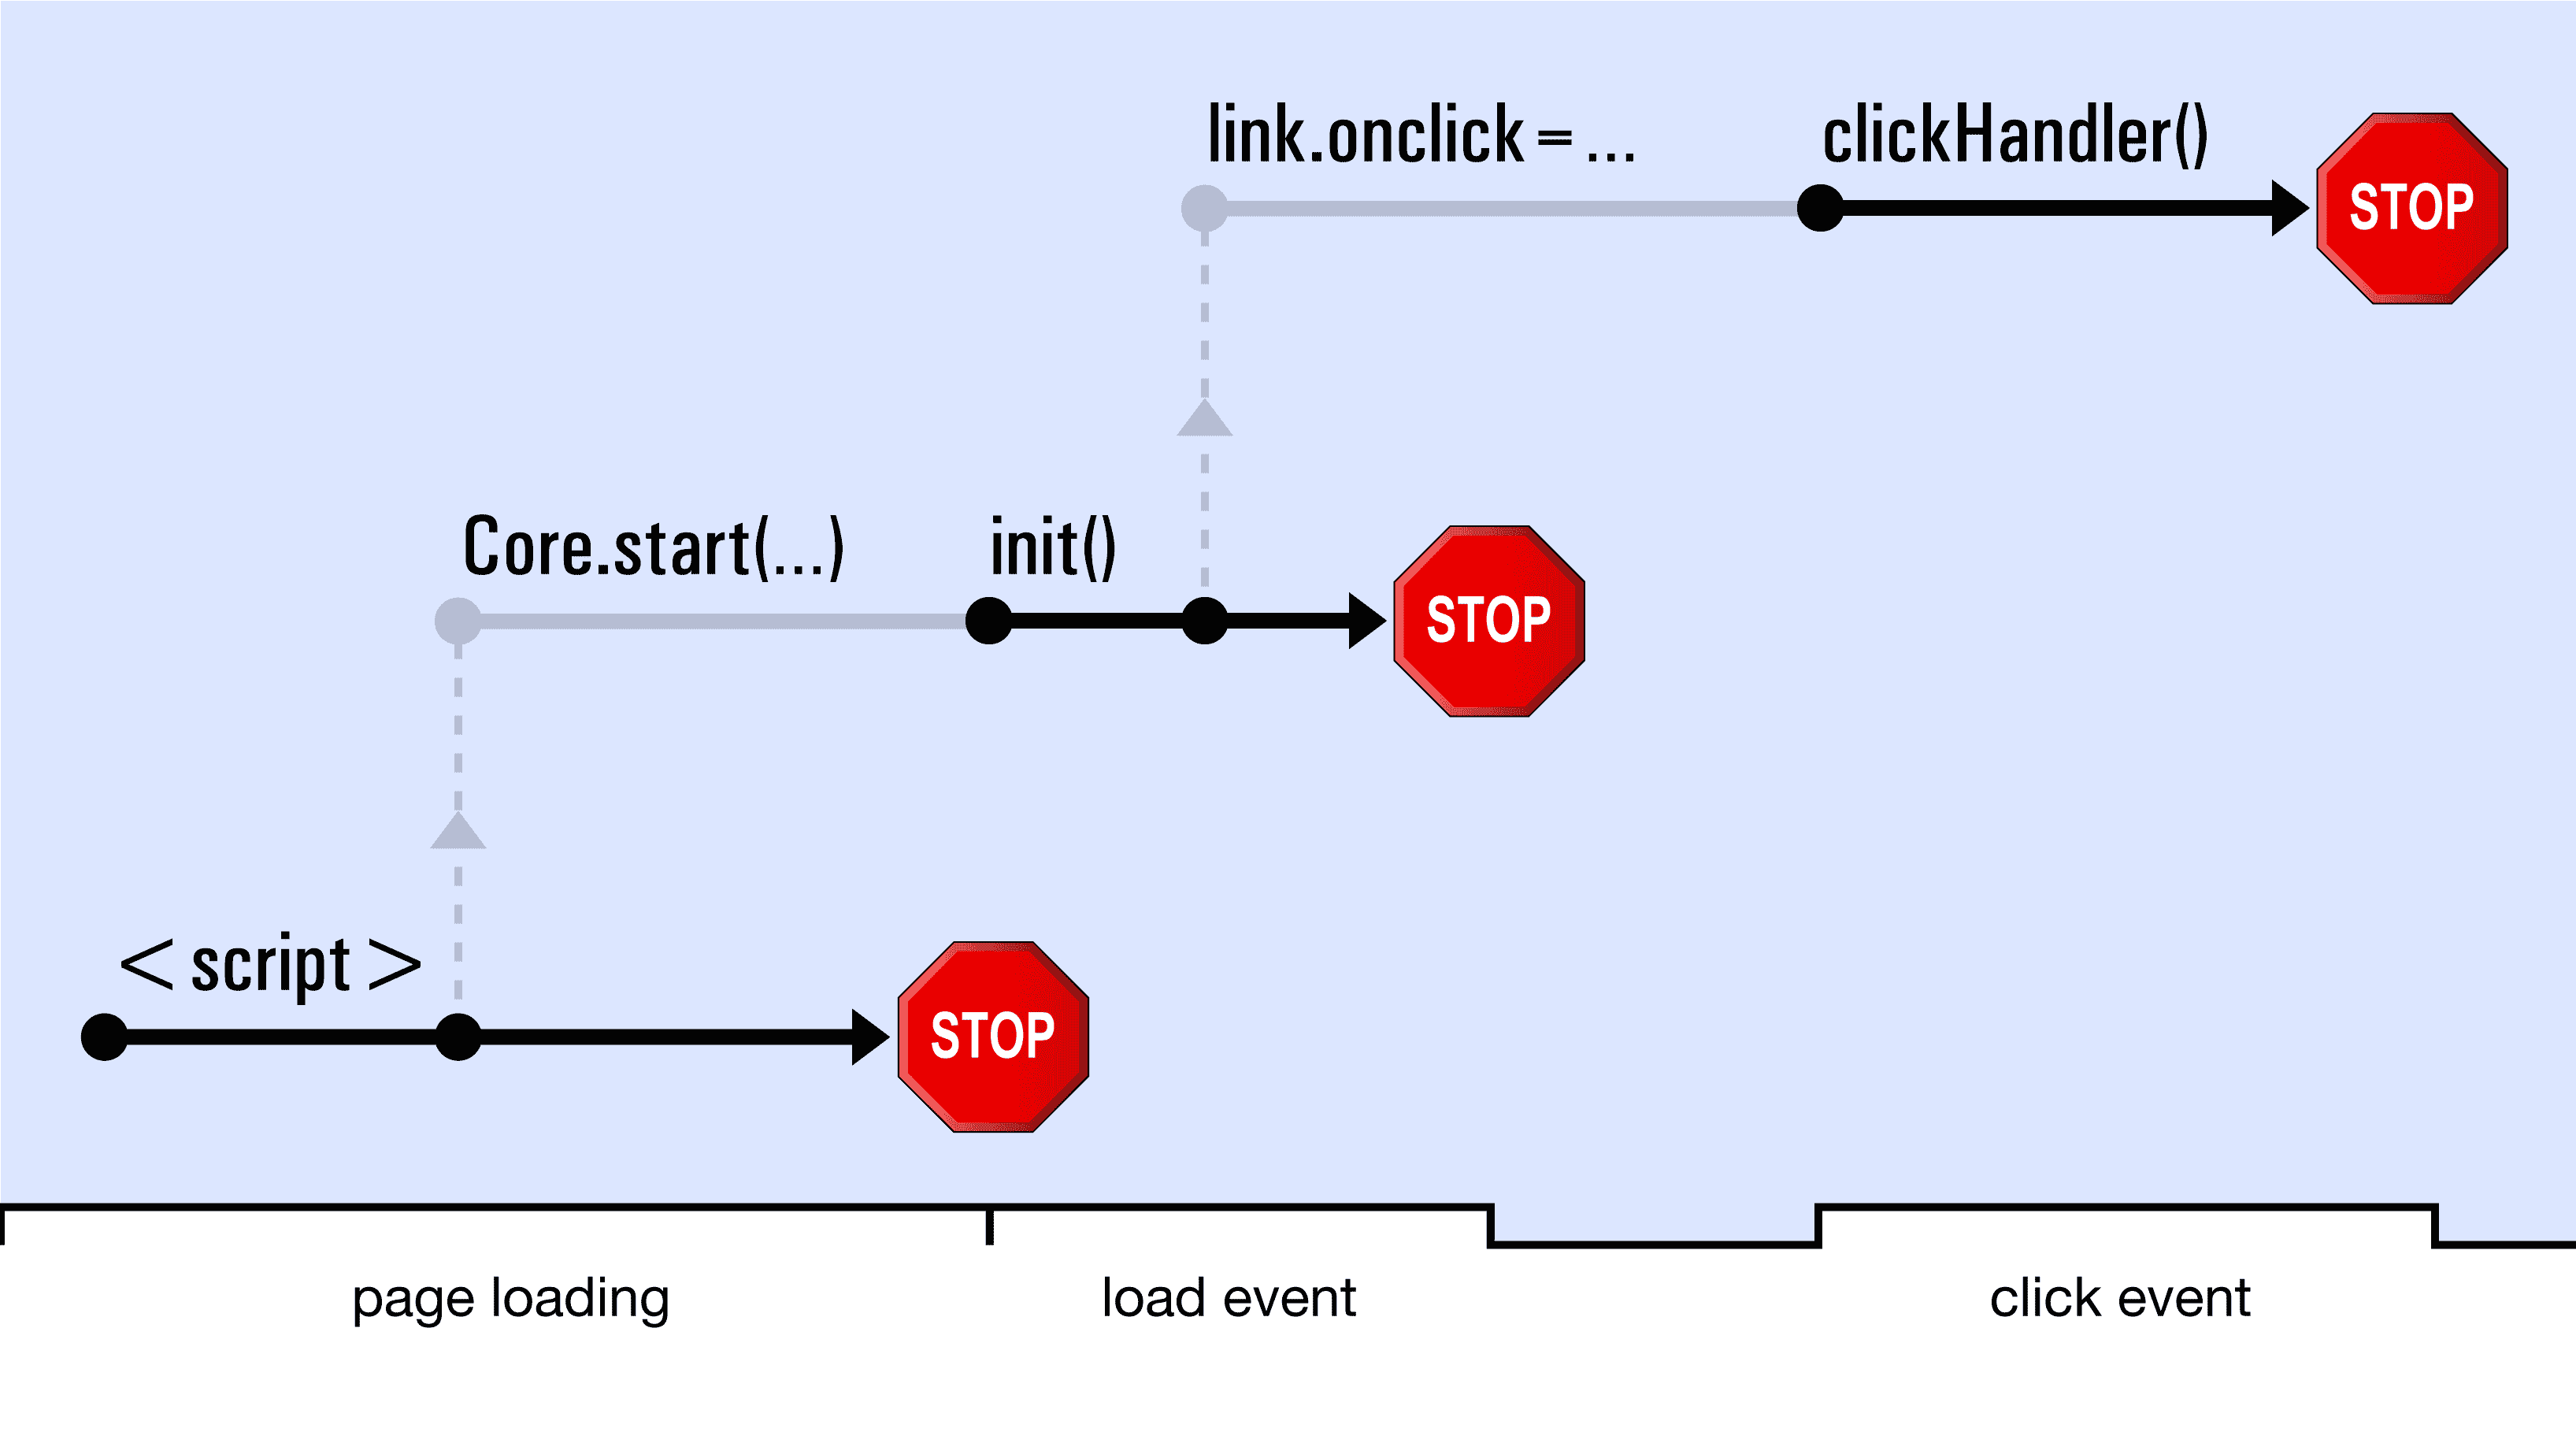 link.onclick = ... clickHandler()
STOP
Core.start(...) init()
STOP
< script >
STOP
page loading load event click event